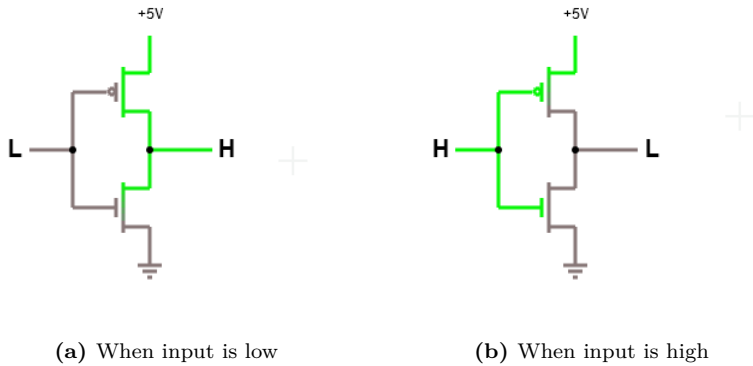 +5V
+5V
L
H
H
L
(a) When input is low
(b) When input is high